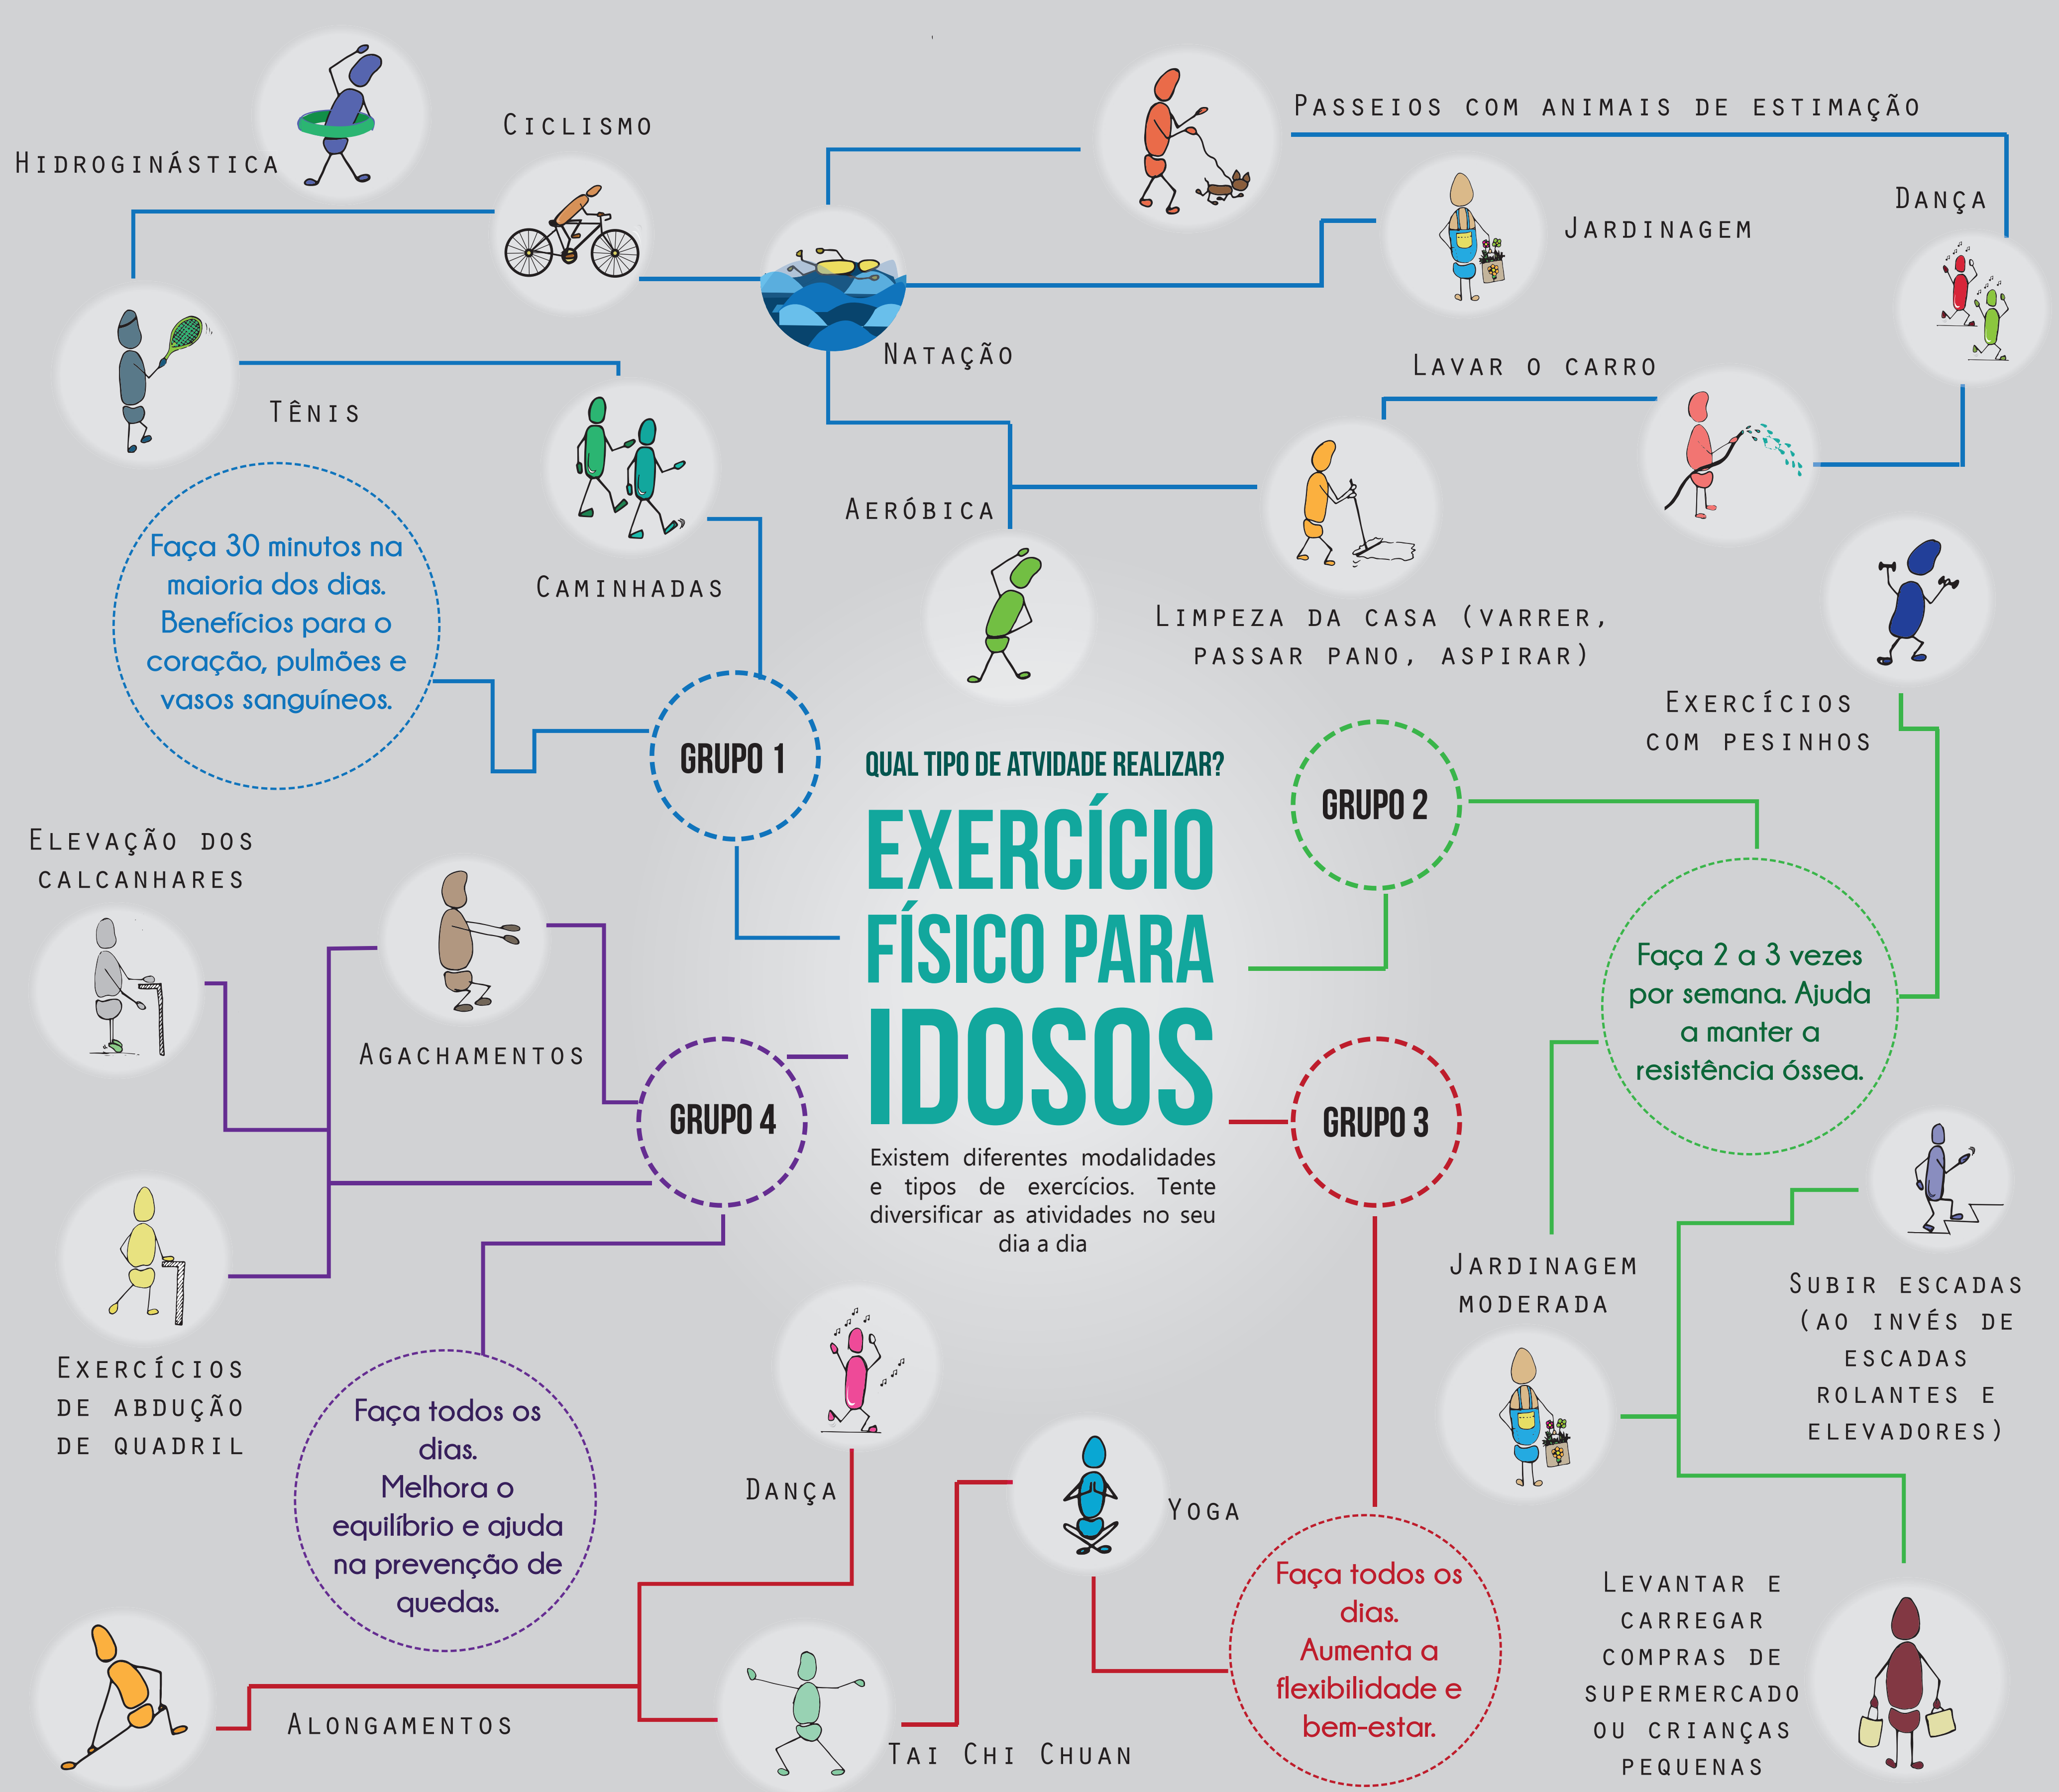 HIDROGINÁSTICA
CICLISMO
PASSEIOS COM ANIMAIS DE ESTIMAÇÃO
DANÇA
JARDINAGEM
NATAÇÃO
LAVAR O CARRO
TÊNIS
AERÓBICA
CAMINHADAS
LIMPEZA DA CASA (VARRER,
PASSAR PANO, ASPIRAR)
Faça 30 minutos na
maioria dos dias.
Benefícios para o
coração, pulmões e
vasos sanguíneos.
GRUPO 1
QUAL TIPO DE ATVIDADE REALIZAR?
EXERCÍCIO
FÍSICO PARA
IDOSOS
Existem diferentes modalidades
e tipos de exercícios. Tente
diversificar as atividades no seu
dia a dia
GRUPO 2
EXERCÍCIOS
COM PESINHOS
Faça 2 a 3 vezes
por semana. Ajuda
a manter a
resistência óssea.
JARDINAGEM
MODERADA
SUBIR ESCADAS
(AO INVÉS DE
ESCADAS
ROLANTES E
ELEVADORES)
LEVANTAR E
CARREGAR
COMPRAS DE
SUPERMERCADO
OU CRIANÇAS
PEQUENAS
GRUPO 3
Faça todos os
dias.
Aumenta a
flexibilidade e
bem-estar.
YOGA
DANÇA
TAI CHI CHUAN
ALONGAMENTOS
GRUPO 4
ELEVAÇÃO DOS
CALCANHARES
AGACHAMENTOS
EXERCÍCIOS
DE ABDUÇÃO
DE QUADRIL
Faça todos os
dias.
Melhora o
equilíbrio e ajuda
na prevenção de
quedas.